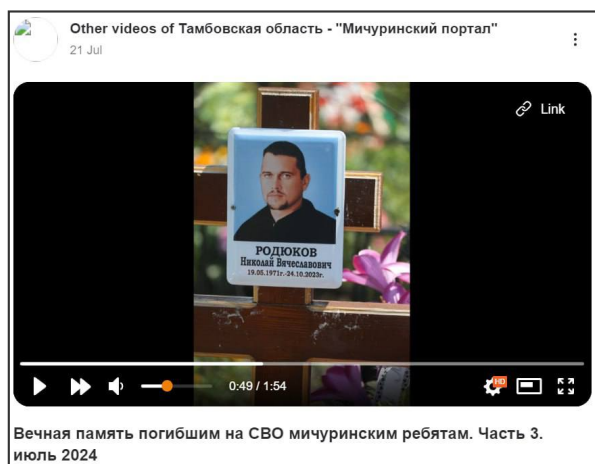 Other videos of Тамбовская область - "Мичуринский портал"
21 Jul
Link
РОДЮКОВ
Николай Вячеславович
19.05.1971г.-24.10.2023г.
0:49 / 1:54
HD
Вечная память погибшим на СВО мичуринским ребятам. Часть 3.
июль 2024